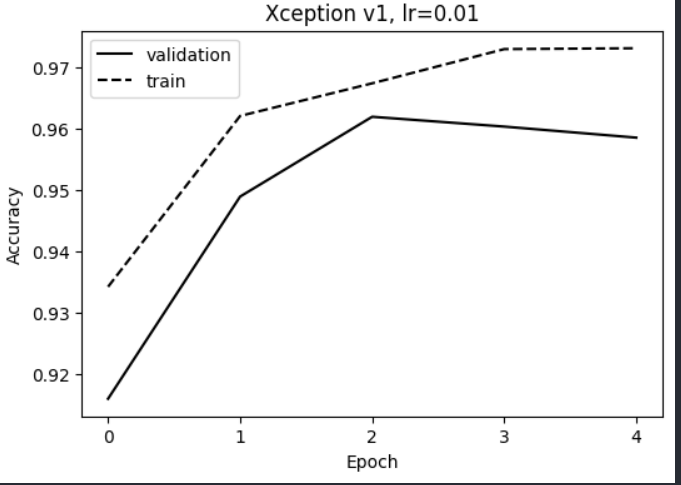 Xception v1, lr=0.01
validation
train
0.97
0.96
0.95
0.94
0.93
0.92
Accuracy
0 1 2 3 4
Epoch